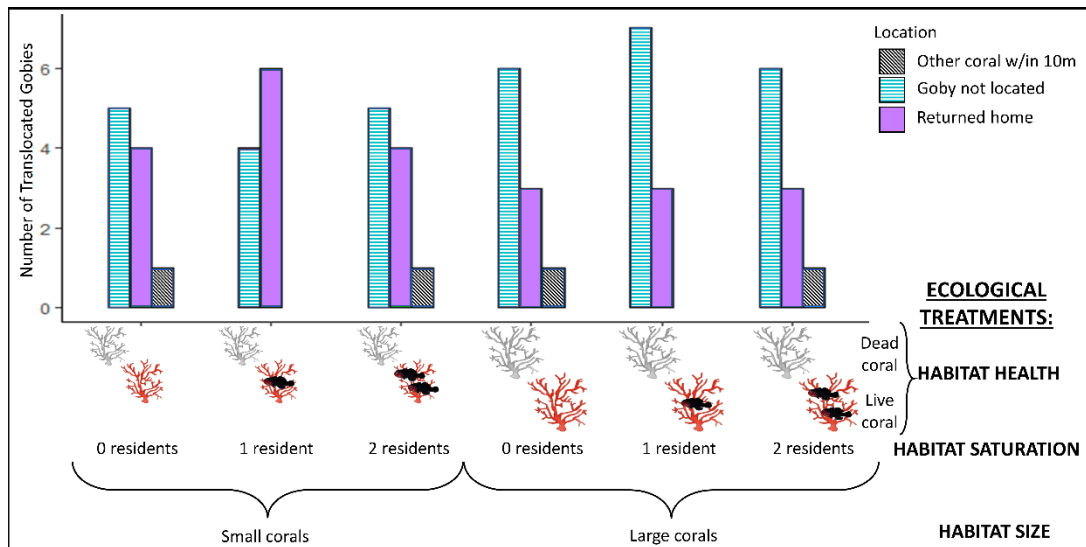 Number of Translocated Gobies
6
4
2
0
Location
Other coral w/in 10m
Goby not located
Returned home
ECOLOGICAL
TREATMENTS:
Dead
coral
HABITAT HEALTH
Live
coral
0 residents
1 resident
2 residents
0 residents
1 resident
2 residents
HABITAT SATURATION
Small corals
Large corals
HABITAT SIZE